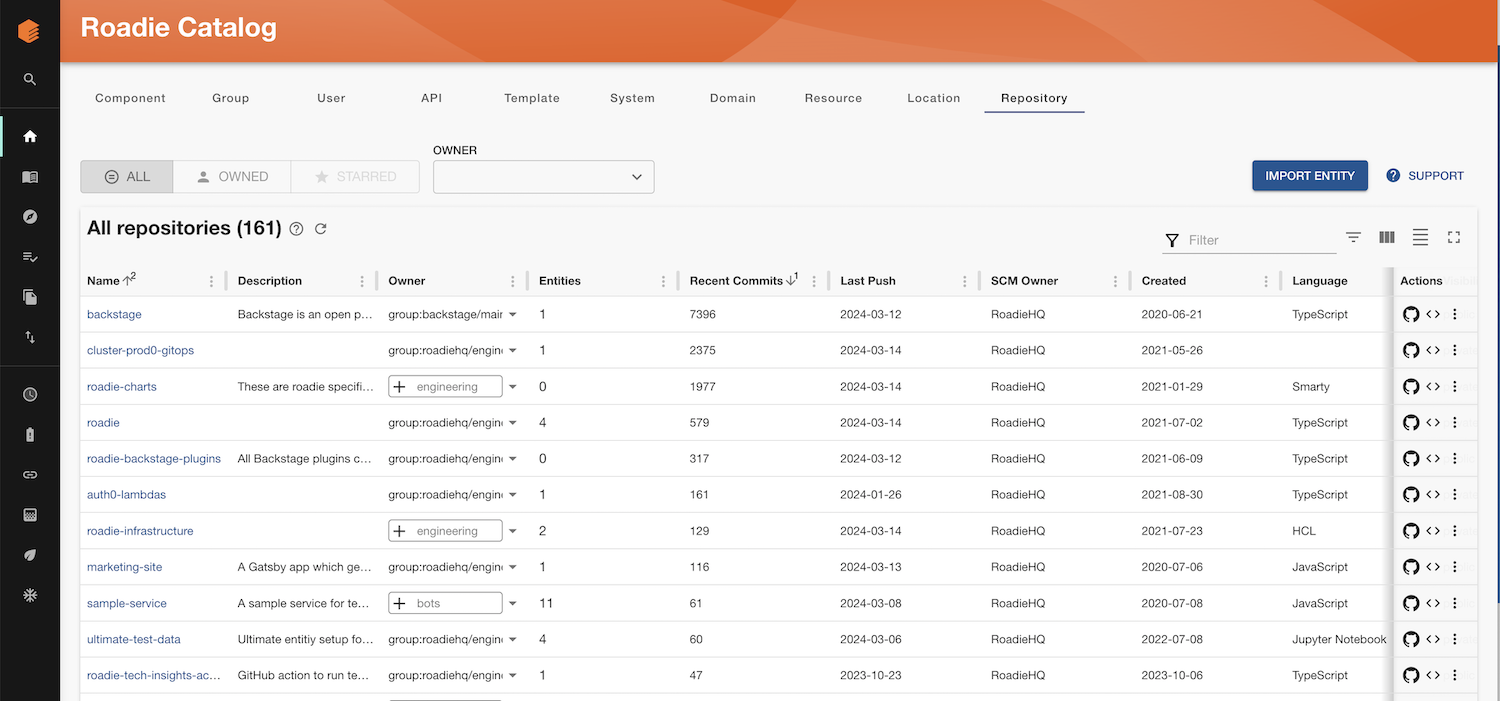 Roadie Catalog
Component Group User API Template System Domain Resource Location Repository
OWNER
ALL OWNED STARRED IMPORT ENTITY SUPPORT
All repositories (161) Filter
Name 2 Description Owner Entities Recent Commits 1 Last Push SCM Owner Created Language Actions
backstage Backstage is an open p... group:backstage/mair 1 7396 2024-03-12 RoadieHQ 2020-06-21 TypeScript
cluster-prod0-gitops group:roadiehq/engin 1 2375 2024-03-14 RoadieHQ 2021-05-26
roadie-charts These are roadie specifi... engineering 0 1977 2024-03-14 RoadieHQ 2021-01-29 Smarty
roadie group:roadiehq/engin 4 579 2024-03-14 RoadieHQ 2021-07-02 TypeScript
roadie-backstage-plugins All Backstage plugins c... group:roadiehq/engin 0 317 2024-03-12 RoadieHQ 2021-06-09 TypeScript
auth0-lambdas group:roadiehq/engin 1 161 2024-01-26 RoadieHQ 2021-08-30 TypeScript
roadie-infrastructure engineering 2 129 2024-03-14 RoadieHQ 2021-07-23 HCL
marketing-site A Gatsby app which ge... group:roadiehq/engin 1 116 2024-03-13 RoadieHQ 2020-07-06 JavaScript
sample-service A sample service for te... bots 11 61 2024-03-08 RoadieHQ 2020-07-08 JavaScript
ultimate-test-data Ultimate entitiy setup fo... group:roadiehq/engin 4 60 2024-03-06 RoadieHQ 2022-07-08 Jupyter Notebook
roadie-tech-insights-ac... GitHub action to run te... group:roadiehq/engin 1 47 2023-10-23 RoadieHQ 2023-10-06 TypeScript